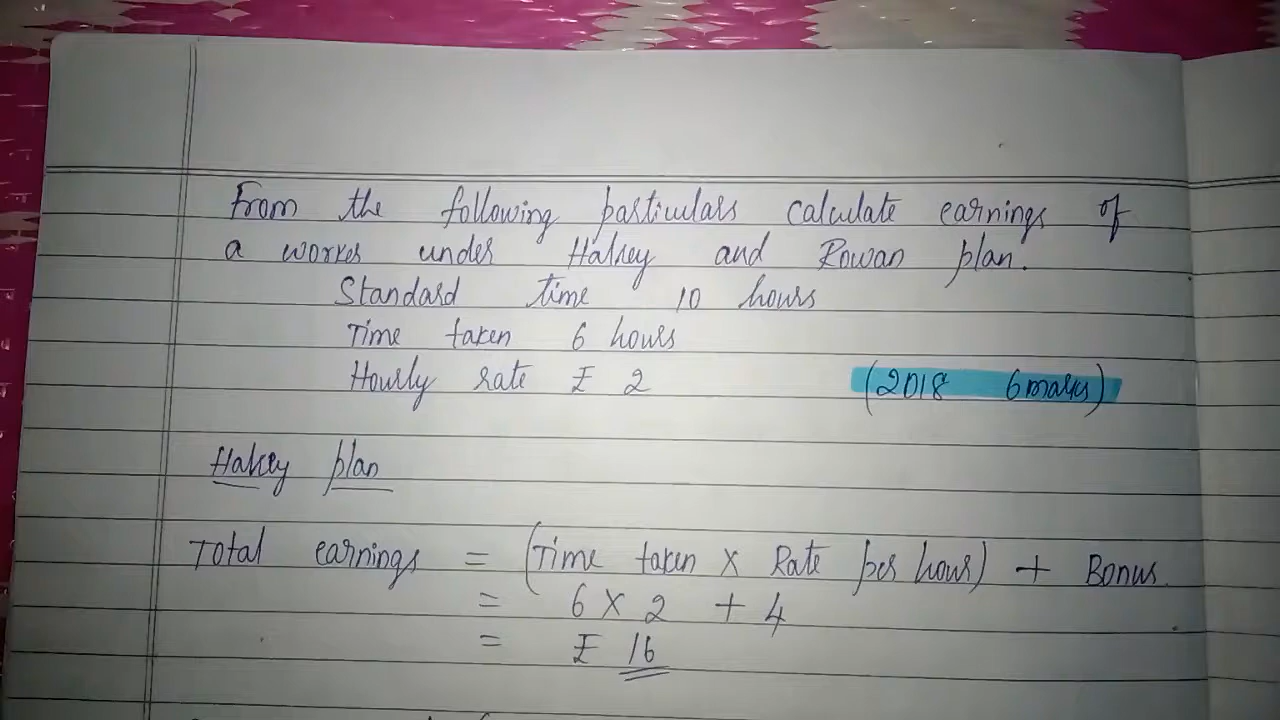 From the following particulars calculate earnings of
a worker under Halsey and Rowan plan.
Standard time 10 hours
Time taken 6 hours
Hourly rate ₹ 2 (2018 6 marks)
Halsey plan
Total earnings = (Time taken X Rate per hour) + Bonus
= 6 X 2 + 4
= ₹ 16